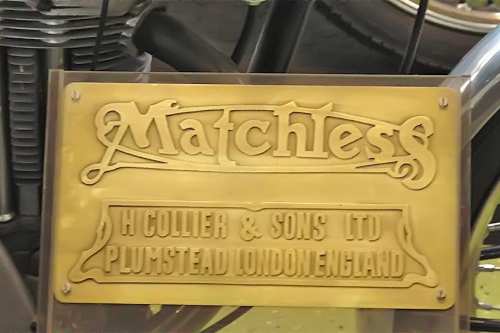 Matchless
H COLLIER & SONS LTD
PLUMSTEAD LONDON ENGLAND